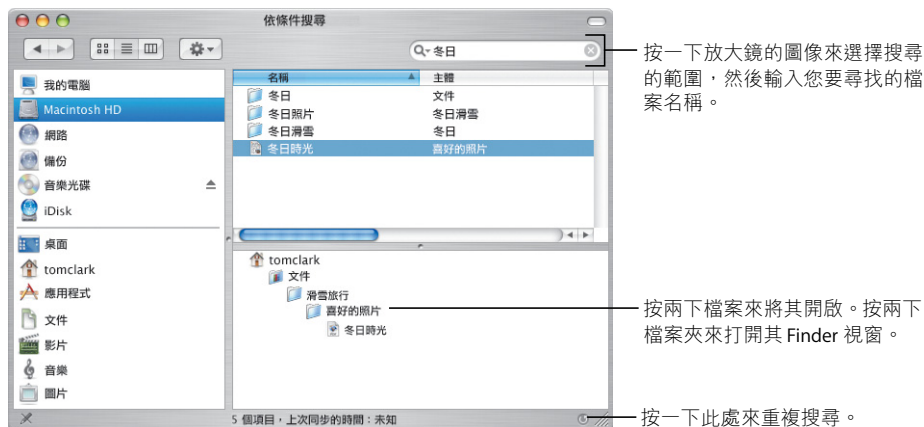 依條件搜尋
冬日
我的電腦
Macintosh HD
網路
備份
音樂光碟
iDisk
桌面
tomclark
應用程式
文件
影片
音樂
圖片
名稱 主體
冬日 文件
冬日照片 冬日滑雪
冬日滑雪 冬日
冬日時光 喜好的照片
tomclark
文件
滑雪旅行
喜好的照片
冬日時光
5 個項目，上次同步的時間：未知
按一下放大鏡的圖像來選擇搜尋
的範圍，然後輸入您要尋找的檔
案名稱。
按兩下檔案來將其開啟。按兩下
檔案夾來打開其 Finder 視窗。
按一下此處來重複搜尋。